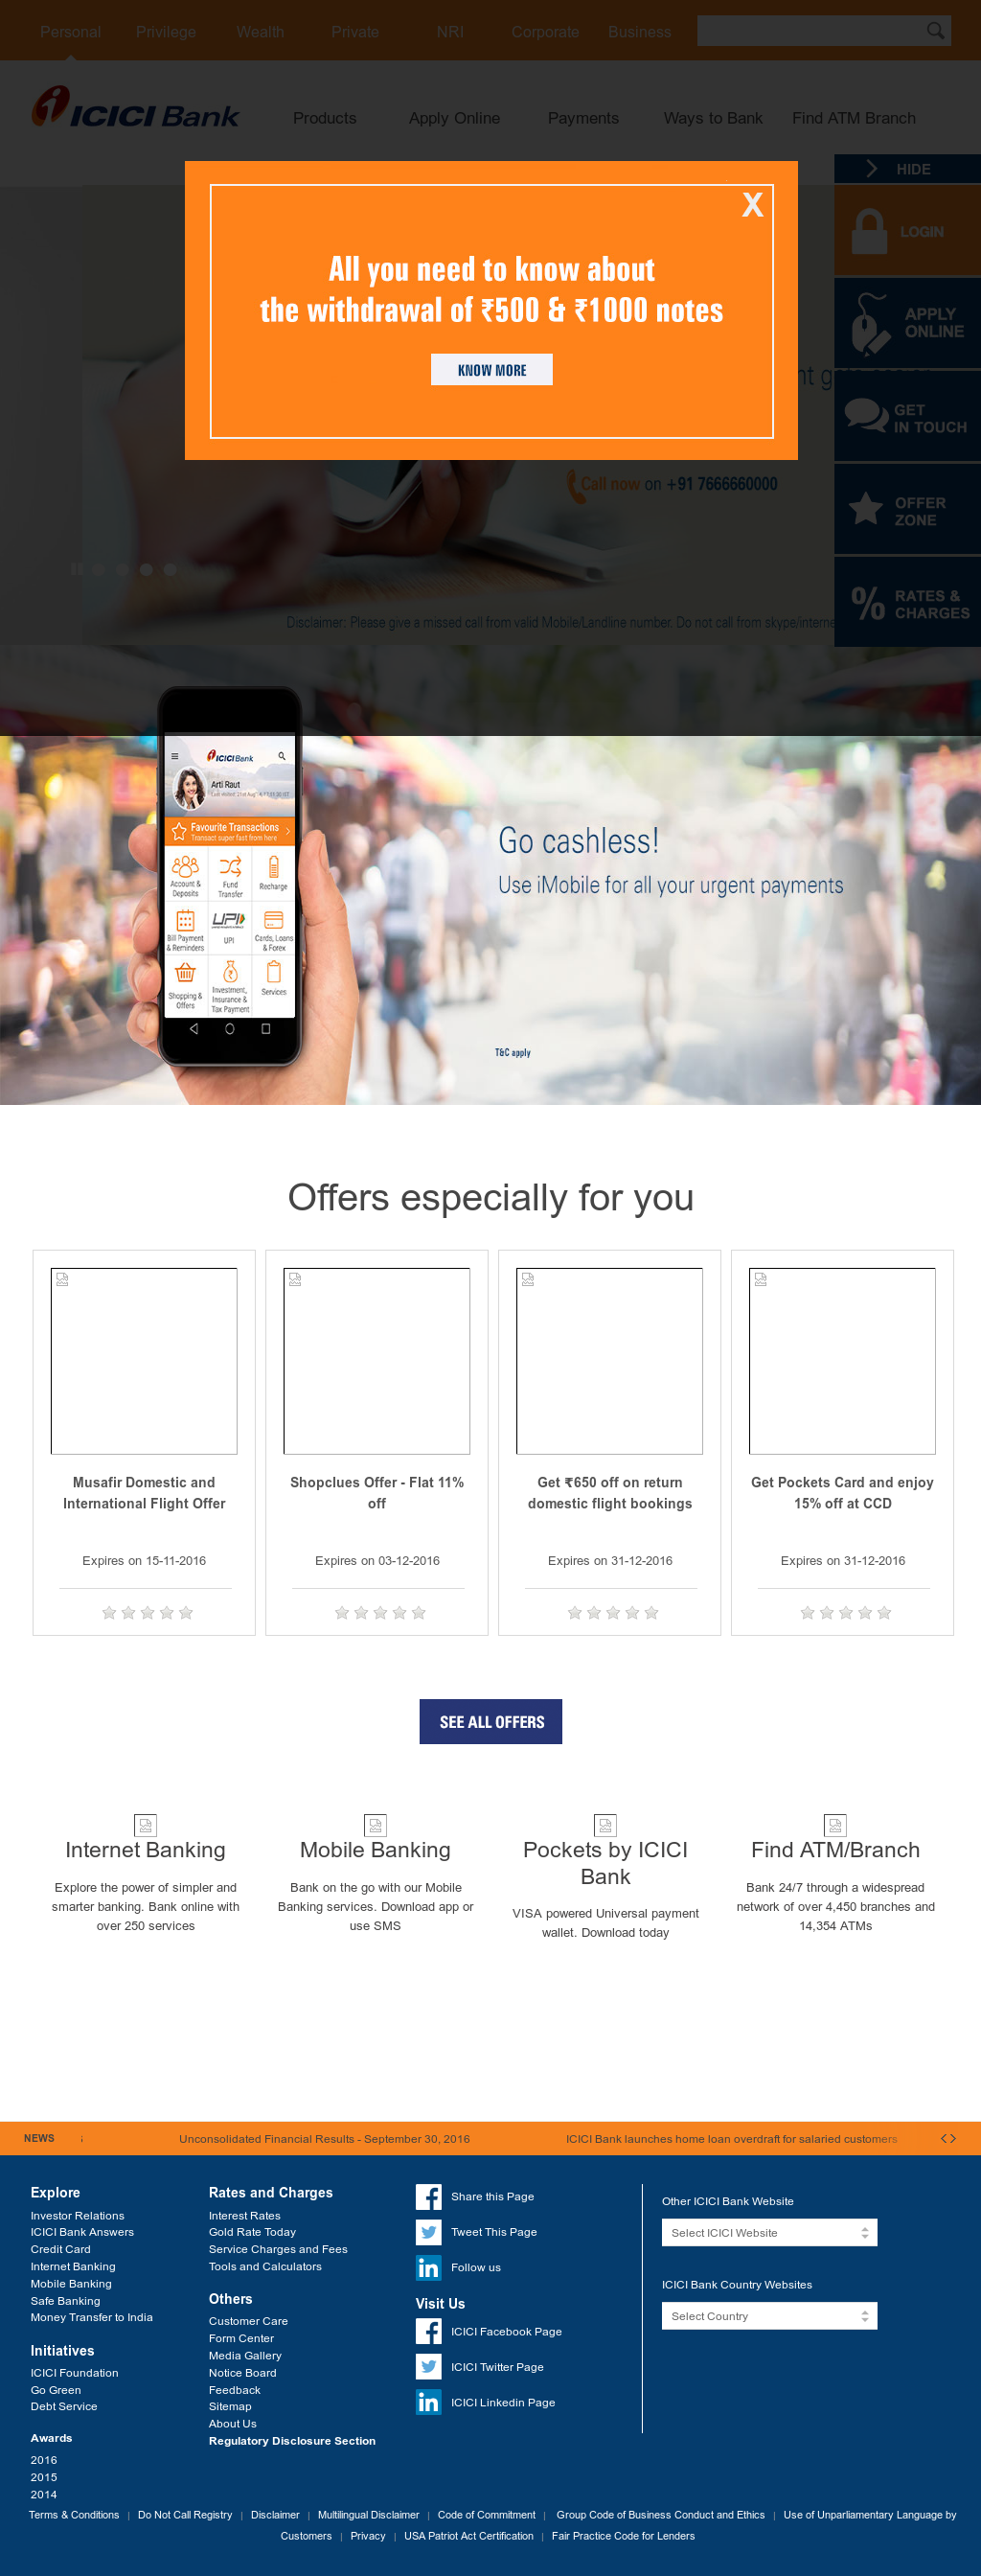 Personal Privilege Wealth Private NRI Corporate Business
ICICI Bank
Products Apply Online Payments Ways to Bank Find ATM Branch
HIDE
LOGIN
APPLY
ONLINE
GET
IN TOUCH
OFFER
ZONE
RATES &
CHARGES
X
All you need to know about
the withdrawal of ₹500 & ₹1000 notes
KNOW MORE
Call now on +91 7666660000
Disclaimer: Please give a missed call from valid Mobile/Landline number. Do not call from skype/interne
ICICI Bank
Arti Raut
Favourite Transactions
Transact super fast from here
Account &
Deposits
Fund
Transfer
Recharge
Bill Payment
& Reminders
UPI
UPI
Cards, Loans
& Forex
Shopping &
Offers
Investment,
Insurance &
Tax Payment
Services
Go cashless!
Use iMobile for all your urgent payments
T&C apply
Offers especially for you
Musafir Domestic and
International Flight Offer
Expires on 15-11-2016
Shopclues Offer - Flat 11%
off
Expires on 03-12-2016
Get ₹650 off on return
domestic flight bookings
Expires on 31-12-2016
Get Pockets Card and enjoy
15% off at CCD
Expires on 31-12-2016
SEE ALL OFFERS
Internet Banking
Explore the power of simpler and
smarter banking. Bank online with
over 250 services
Mobile Banking
Bank on the go with our Mobile
Banking services. Download app or
use SMS
Pockets by ICICI
Bank
VISA powered Universal payment
wallet. Download today
Find ATM/Branch
Bank 24/7 through a widespread
network of over 4,450 branches and
14,354 ATMs
NEWS Unconsolidated Financial Results - September 30, 2016 ICICI Bank launches home loan overdraft for salaried customers.
Explore
Investor Relations
ICICI Bank Answers
Credit Card
Internet Banking
Mobile Banking
Safe Banking
Money Transfer to India
Initiatives
ICICI Foundation
Go Green
Debt Service
Awards
2016
2015
2014
Rates and Charges
Interest Rates
Gold Rate Today
Service Charges and Fees
Tools and Calculators
Others
Customer Care
Form Center
Media Gallery
Notice Board
Feedback
Sitemap
About Us
Regulatory Disclosure Section
Share this Page
Tweet This Page
Follow us
Visit Us
ICICI Facebook Page
ICICI Twitter Page
ICICI Linkedin Page
Other ICICI Bank Website
Select ICICI Website
ICICI Bank Country Websites
Select Country
Terms & Conditions | Do Not Call Registry | Disclaimer | Multilingual Disclaimer | Code of Commitment | Group Code of Business Conduct and Ethics | Use of Unparliamentary Language by
Customers | Privacy | USA Patriot Act Certification | Fair Practice Code for Lenders